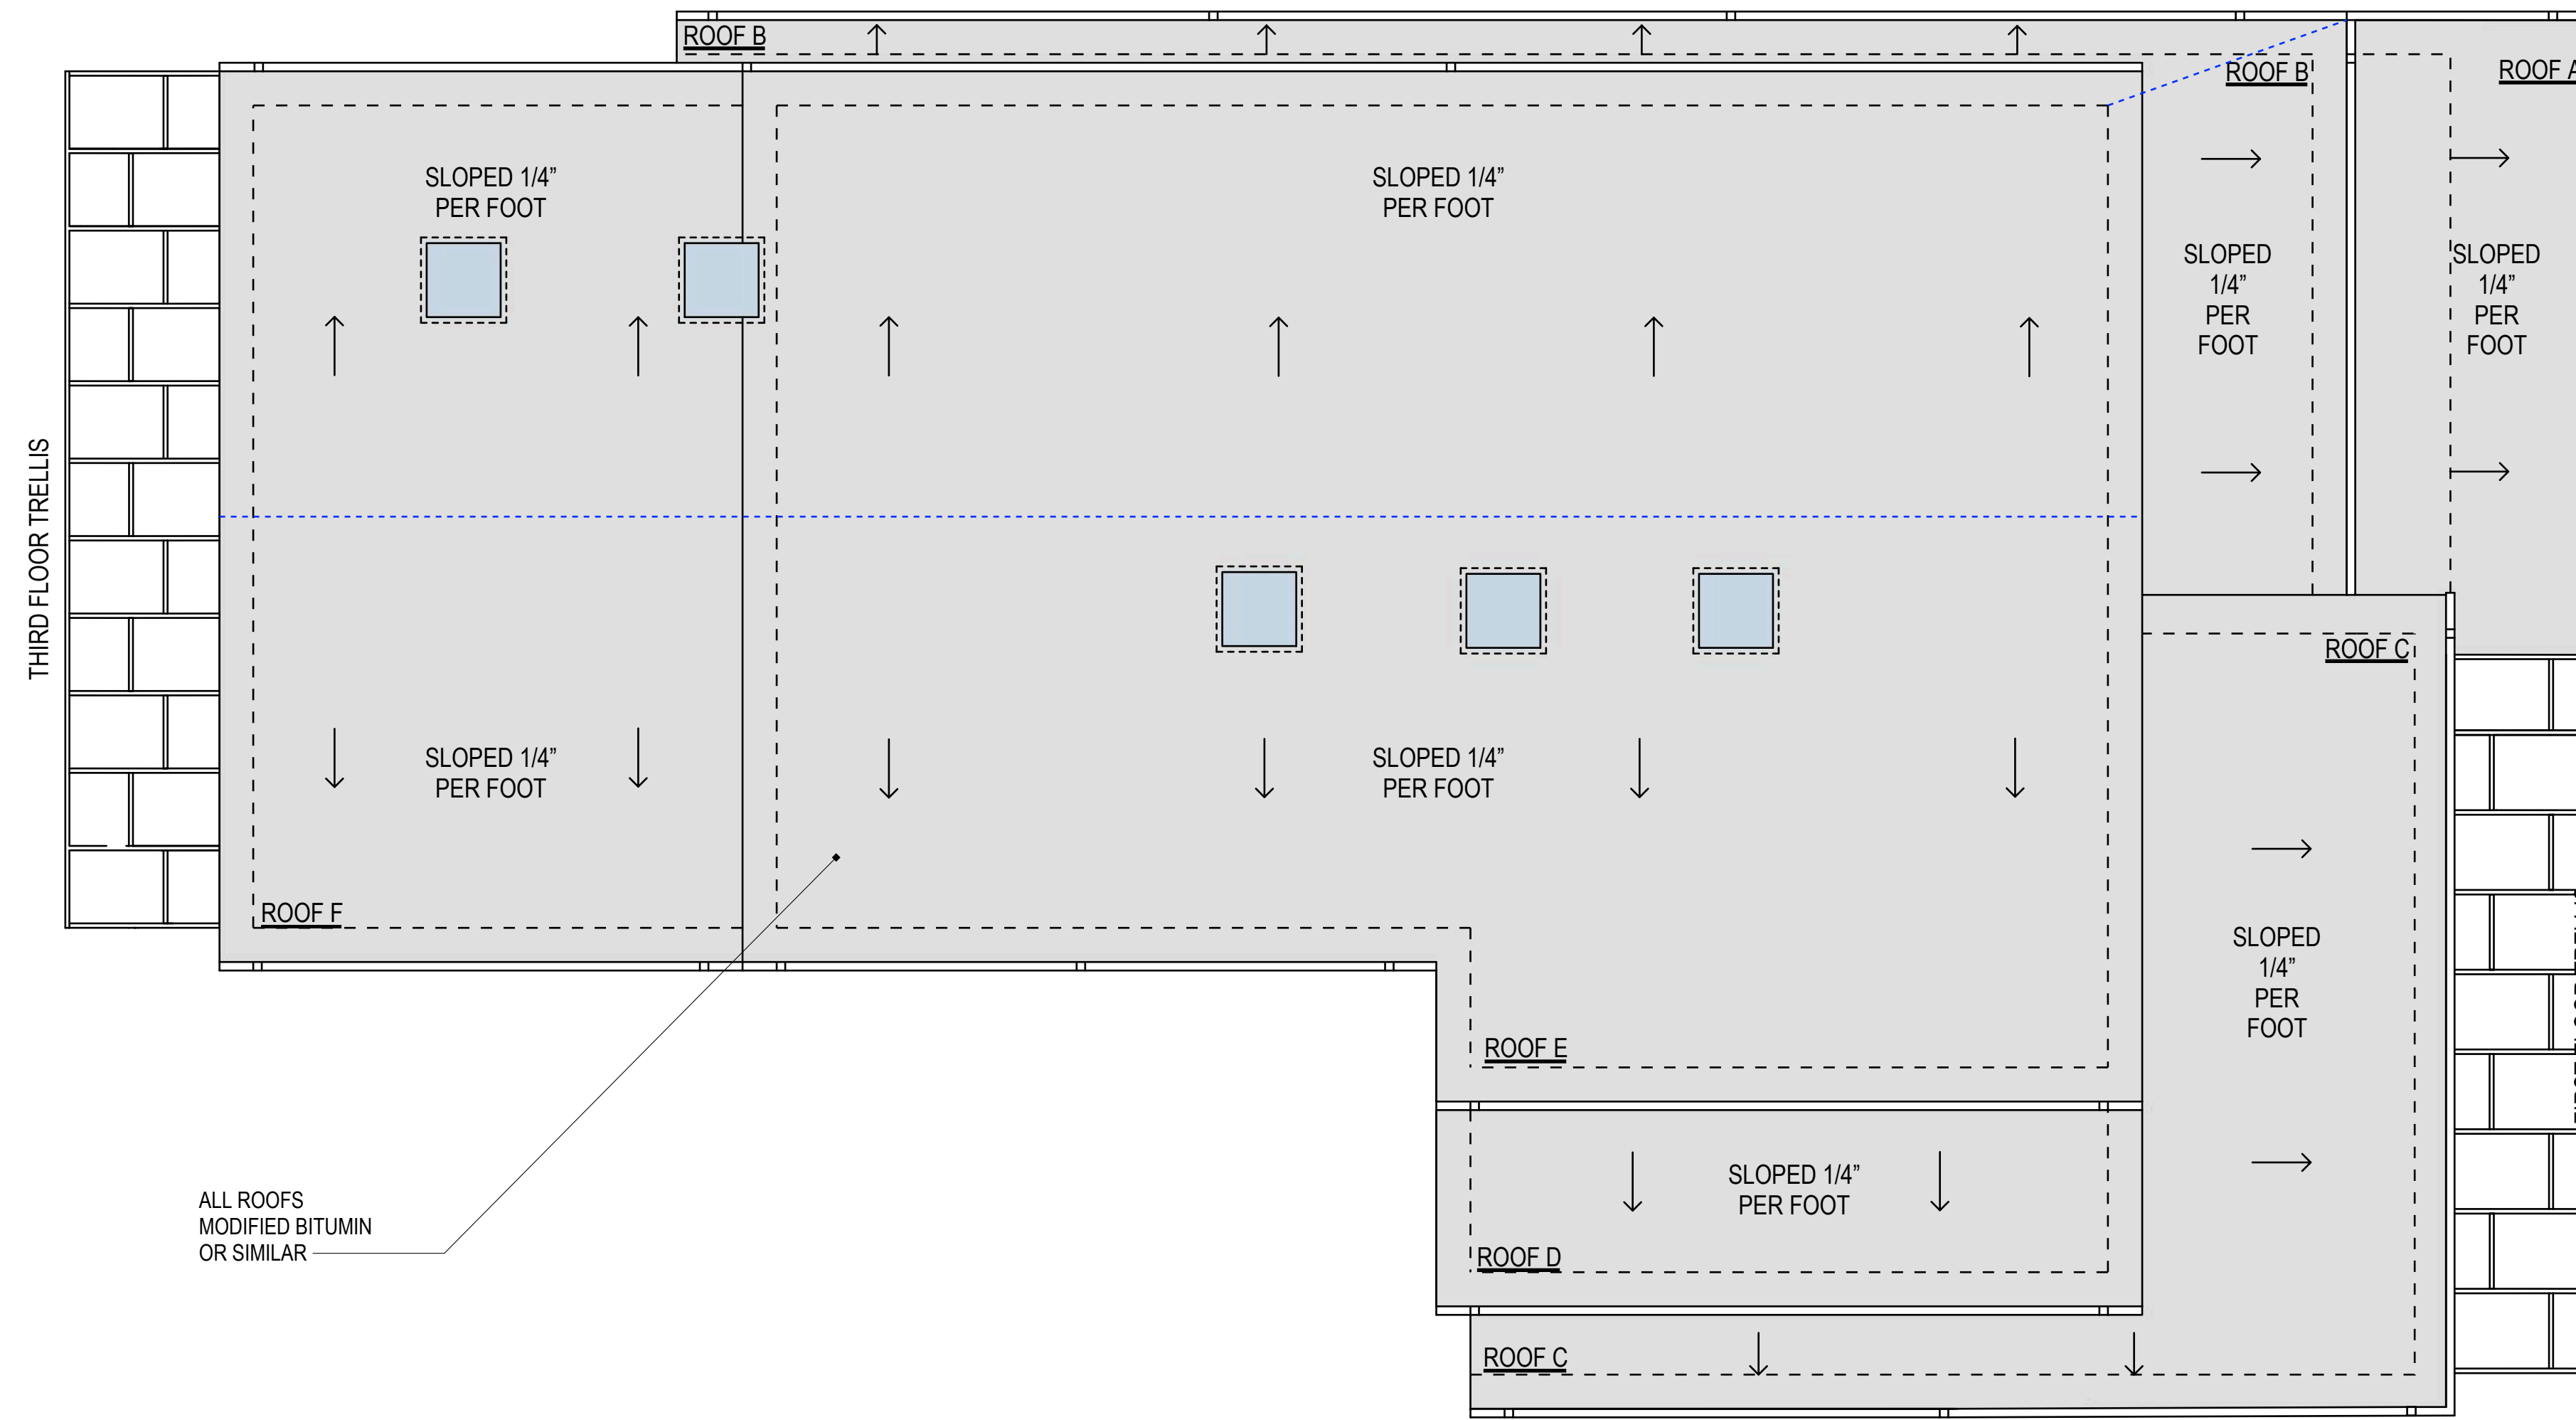 ROOF B
ROOF B
ROOF A
SLOPED 1/4”
PER FOOT
SLOPED 1/4”
PER FOOT
SLOPED
1/4”
PER
FOOT
SLOPED
1/4”
PER
FOOT
THIRD FLOOR TRELLIS
ROOF C
SLOPED 1/4”
PER FOOT
SLOPED 1/4”
PER FOOT
ROOF F
SLOPED
1/4”
PER
FOOT
ROOF E
SLOPED 1/4”
PER FOOT
ROOF D
ALL ROOFS
MODIFIED BITUMIN
OR SIMILAR
ROOF C